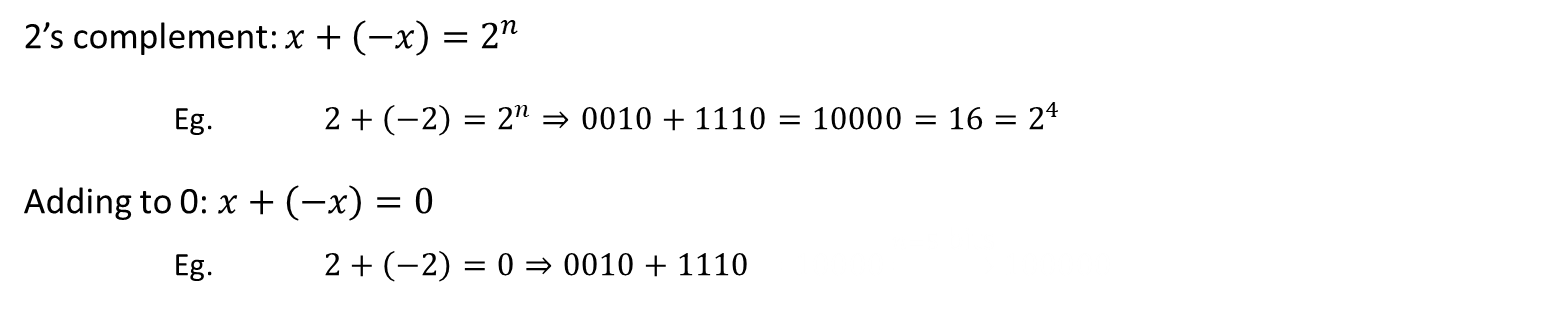 2’s complement: x + (−x) = 2ⁿ
Eg. 2 + (−2) = 2ⁿ ⇒ 0010 + 1110 = 10000 = 16 = 2⁴
Adding to 0: x + (−x) = 0
Eg. 2 + (−2) = 0 ⇒ 0010 + 1110